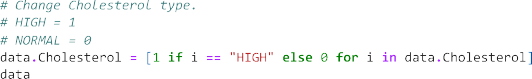 # Change Cholesterol type.
# HIGH = 1
# NORMAL = 0
data.Cholesterol = [1 if i == "HIGH" else 0 for i in data.Cholesterol]
data